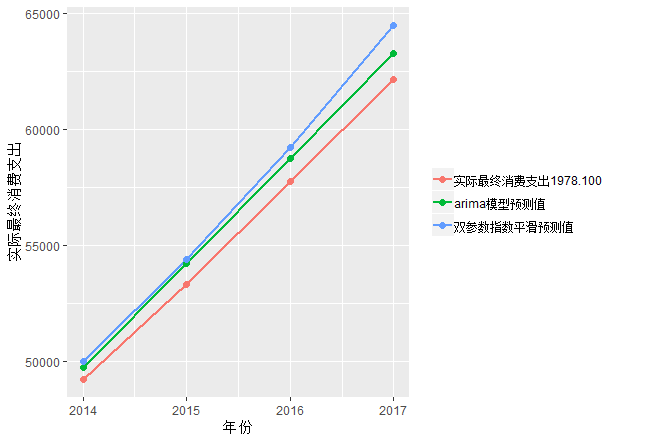 65000
60000
55000
50000
实际最终消费支出
2014 2015 2016 2017
年份
实际最终消费支出1978.100
arima模型预测值
双参数指数平滑预测值